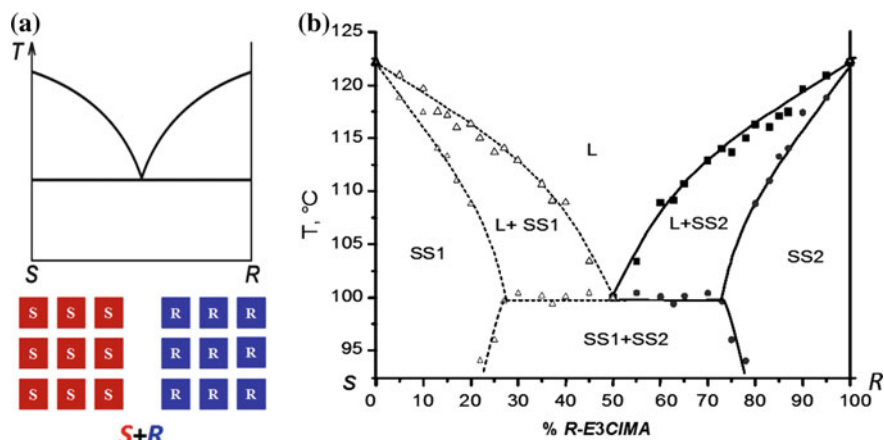 (a)
T
S R
S S S R R R
S S S R R R
S S S R R R
S+R
(b)
T, °C
125
120
115
110
105
100
95
L
L+ SS1
L+SS2
SS1
SS2
SS1+SS2
S R
0 10 20 30 40 50 60 70 80 90 100
% R-E3ClMA